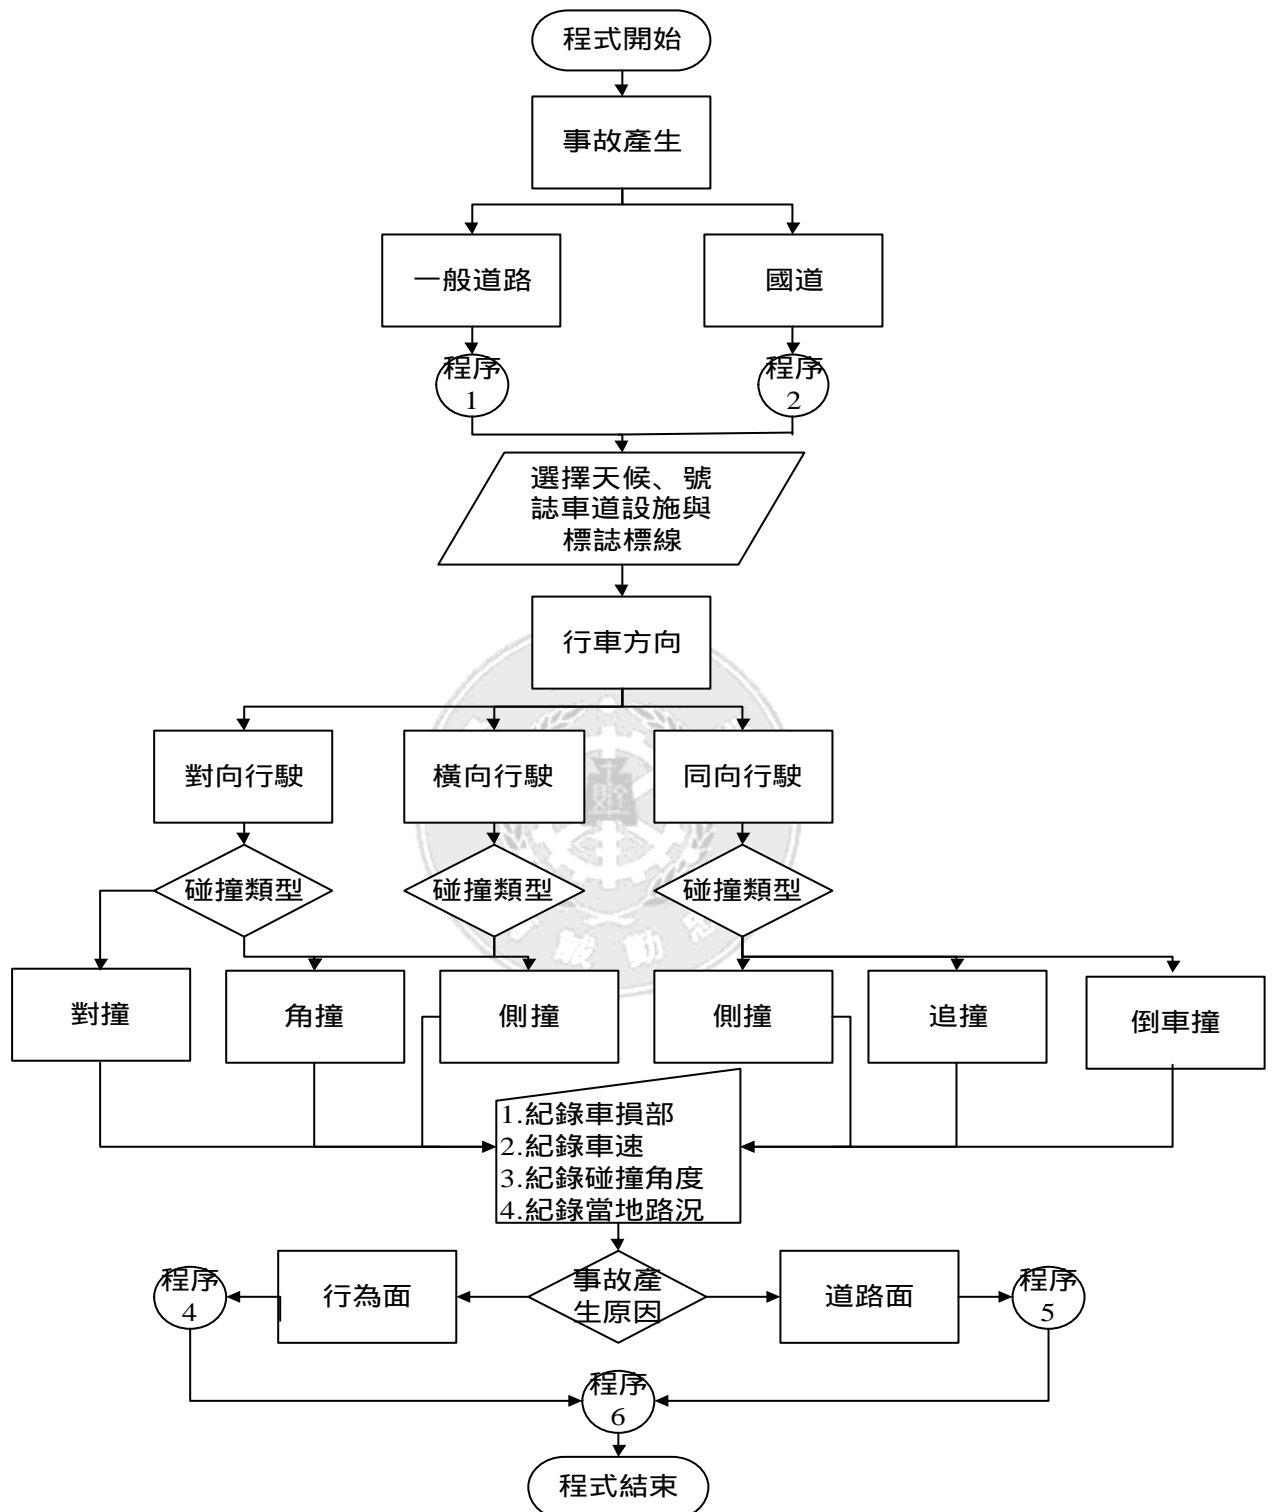 程式開始
事故產生
一般道路
國道
程序
1
程序
2
選擇天候、號
誌車道設施與
標誌標線
行車方向
對向行駛
橫向行駛
同向行駛
碰撞類型
碰撞類型
碰撞類型
對撞
角撞
側撞
側撞
追撞
倒車撞
1.紀錄車損部
2.紀錄車速
3.紀錄碰撞角度
4.紀錄當地路況
程序
4
行為面
事故產
生原因
道路面
程序
5
程序
6
程式結束